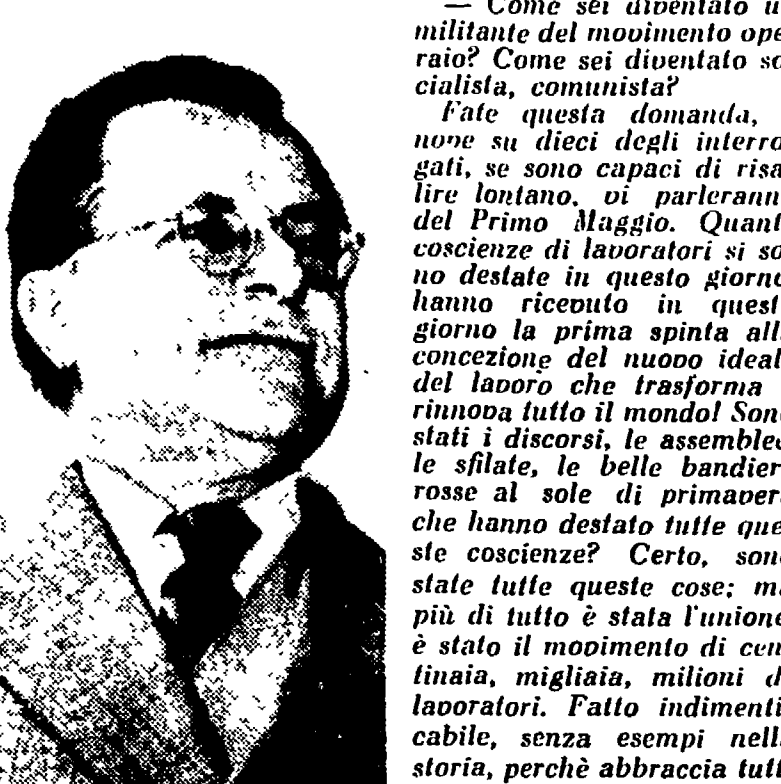 — Come sei diventato u
militante del movimento ope
raio? Come sei diventato so
cialista, comunista?
Fate questa domanda,
nove su dieci degli interro
gati, se sono capaci di risa
lire lontano, vi parlerann
del Primo Maggio. Quant
coscienze di lavoratori si so
no destate in questo giorno
hanno ricevuto in quest
giorno la prima spinta all
concezione del nuovo ideal
del lavoro che trasforma
rinnova tutto il mondo! Son
stati i discorsi, le assemblee
le sfilate, le belle bandier
rosse al sole di primaver
che hanno destato tutte que
ste coscienze? Certo, sono
state tutte queste cose; ma
più di tutto è stata l'unione
è stato il movimento di cen
tinaia, migliaia, milioni d
lavoratori. Fatto indimenti
cabile, senza esempi nell
storia, perchè abbraccia tutt